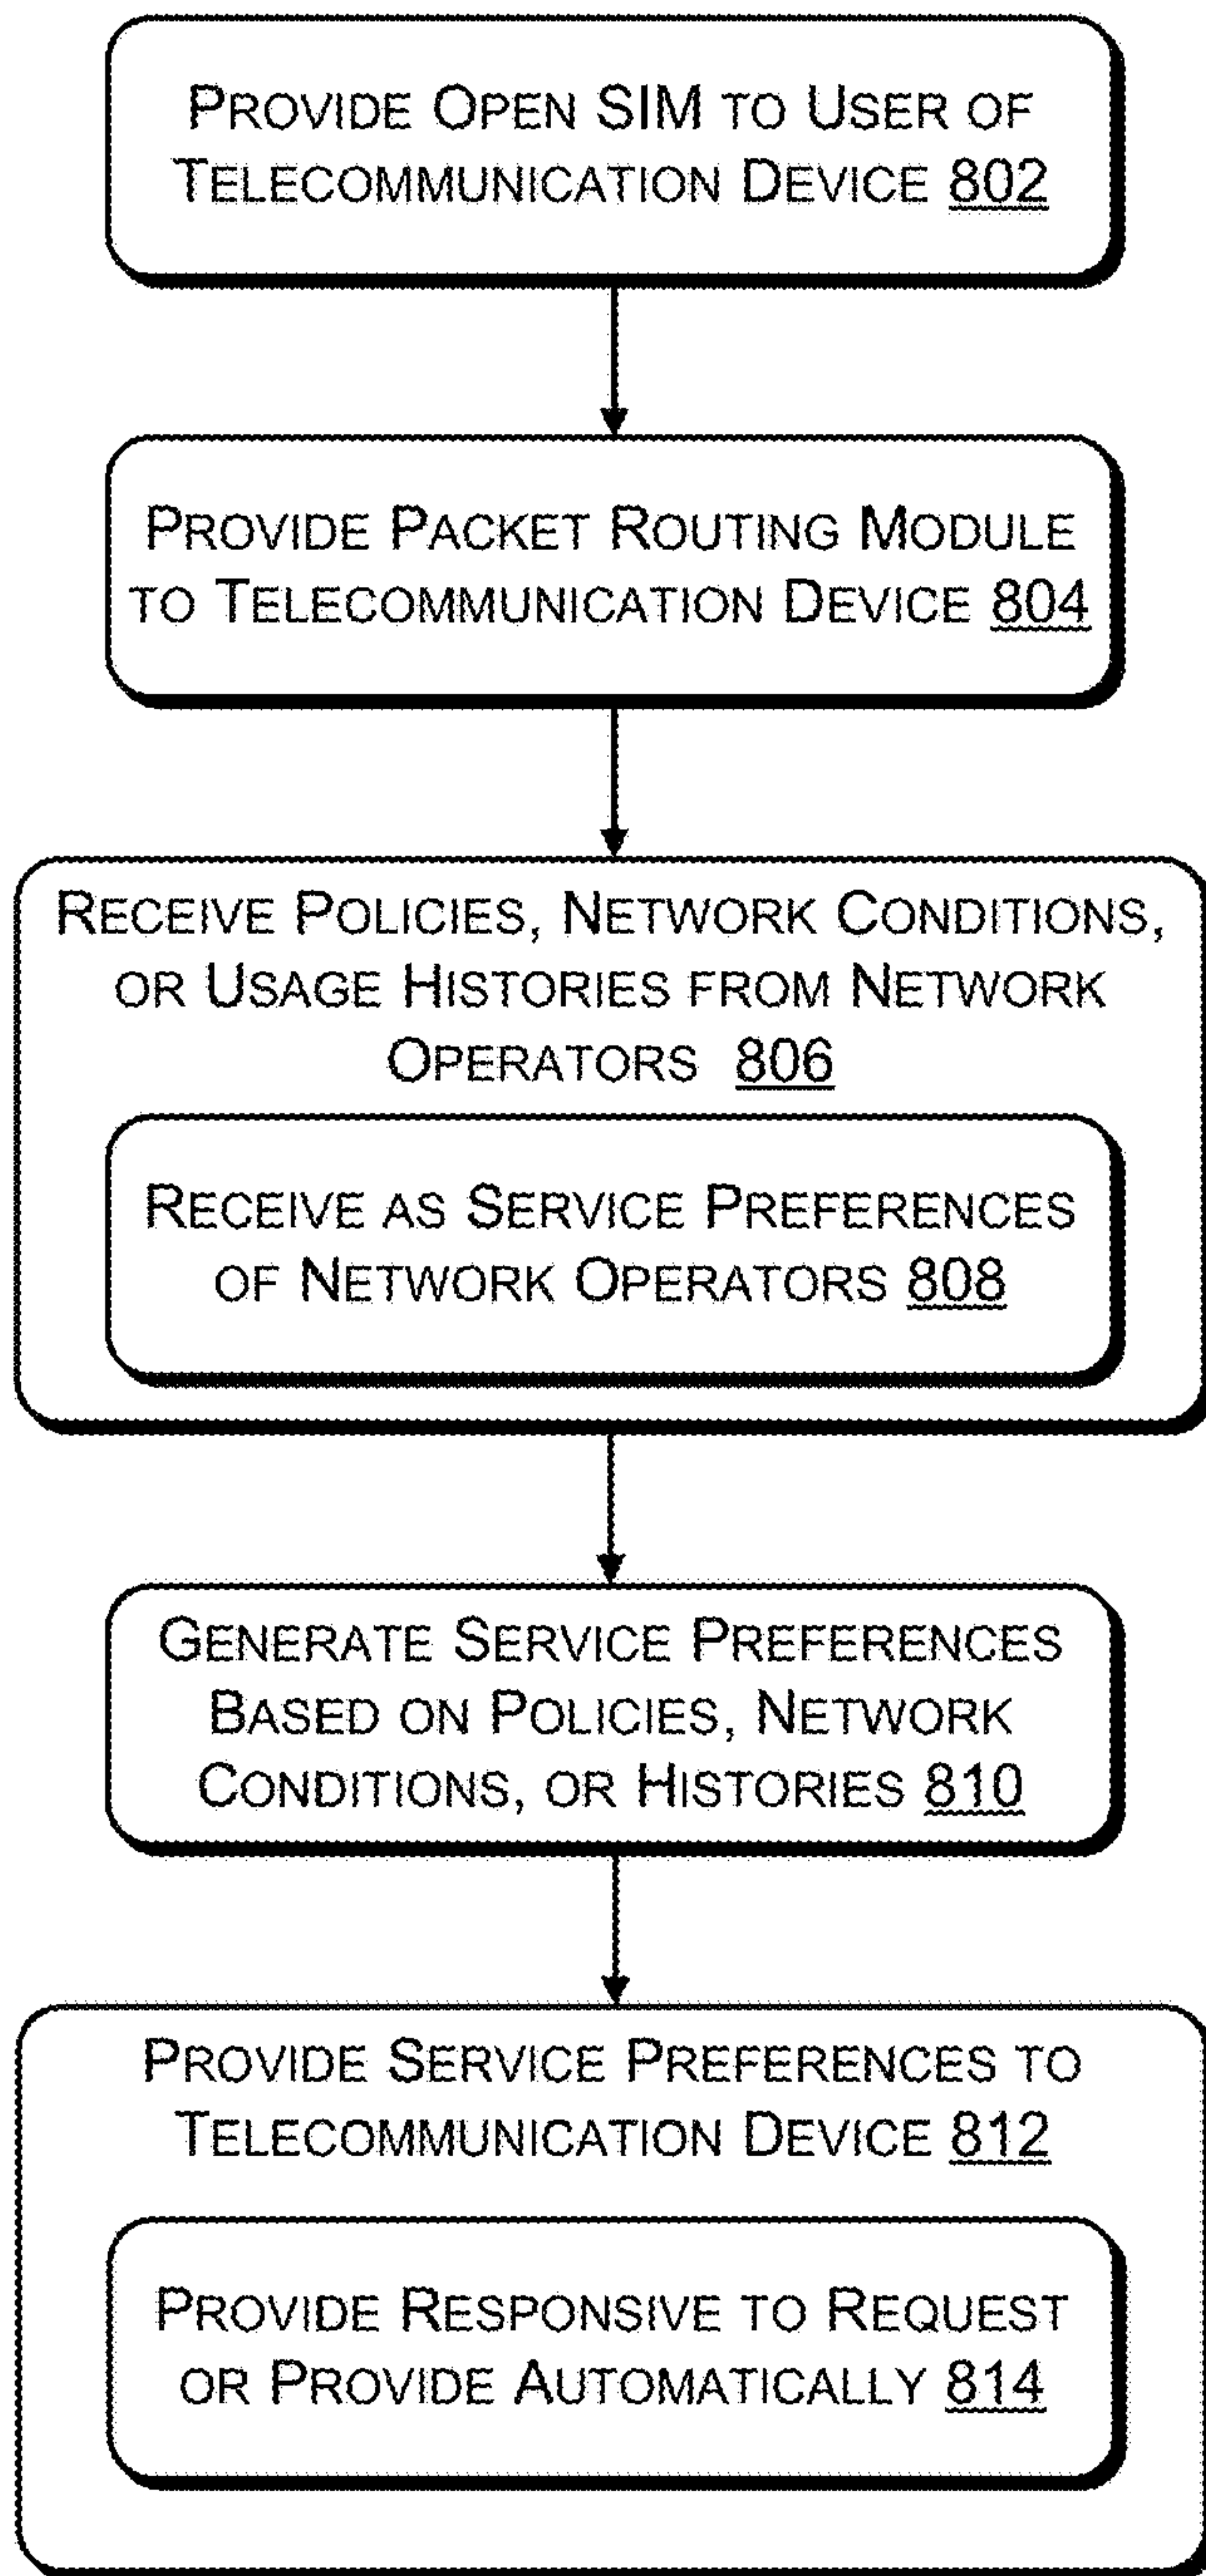 PROVIDE OPEN SIM TO USER OF
TELECOMMUNICATION DEVICE 802
PROVIDE PACKET ROUTING MODULE
TO TELECOMMUNICATION DEVICE 804
RECEIVE POLICIES, NETWORK CONDITIONS,
OR USAGE HISTORIES FROM NETWORK
OPERATORS 806
RECEIVE AS SERVICE PREFERENCES
OF NETWORK OPERATORS 808
GENERATE SERVICE PREFERENCES
BASED ON POLICIES, NETWORK
CONDITIONS, OR HISTORIES 810
PROVIDE SERVICE PREFERENCES TO
TELECOMMUNICATION DEVICE 812
PROVIDE RESPONSIVE TO REQUEST
OR PROVIDE AUTOMATICALLY 814